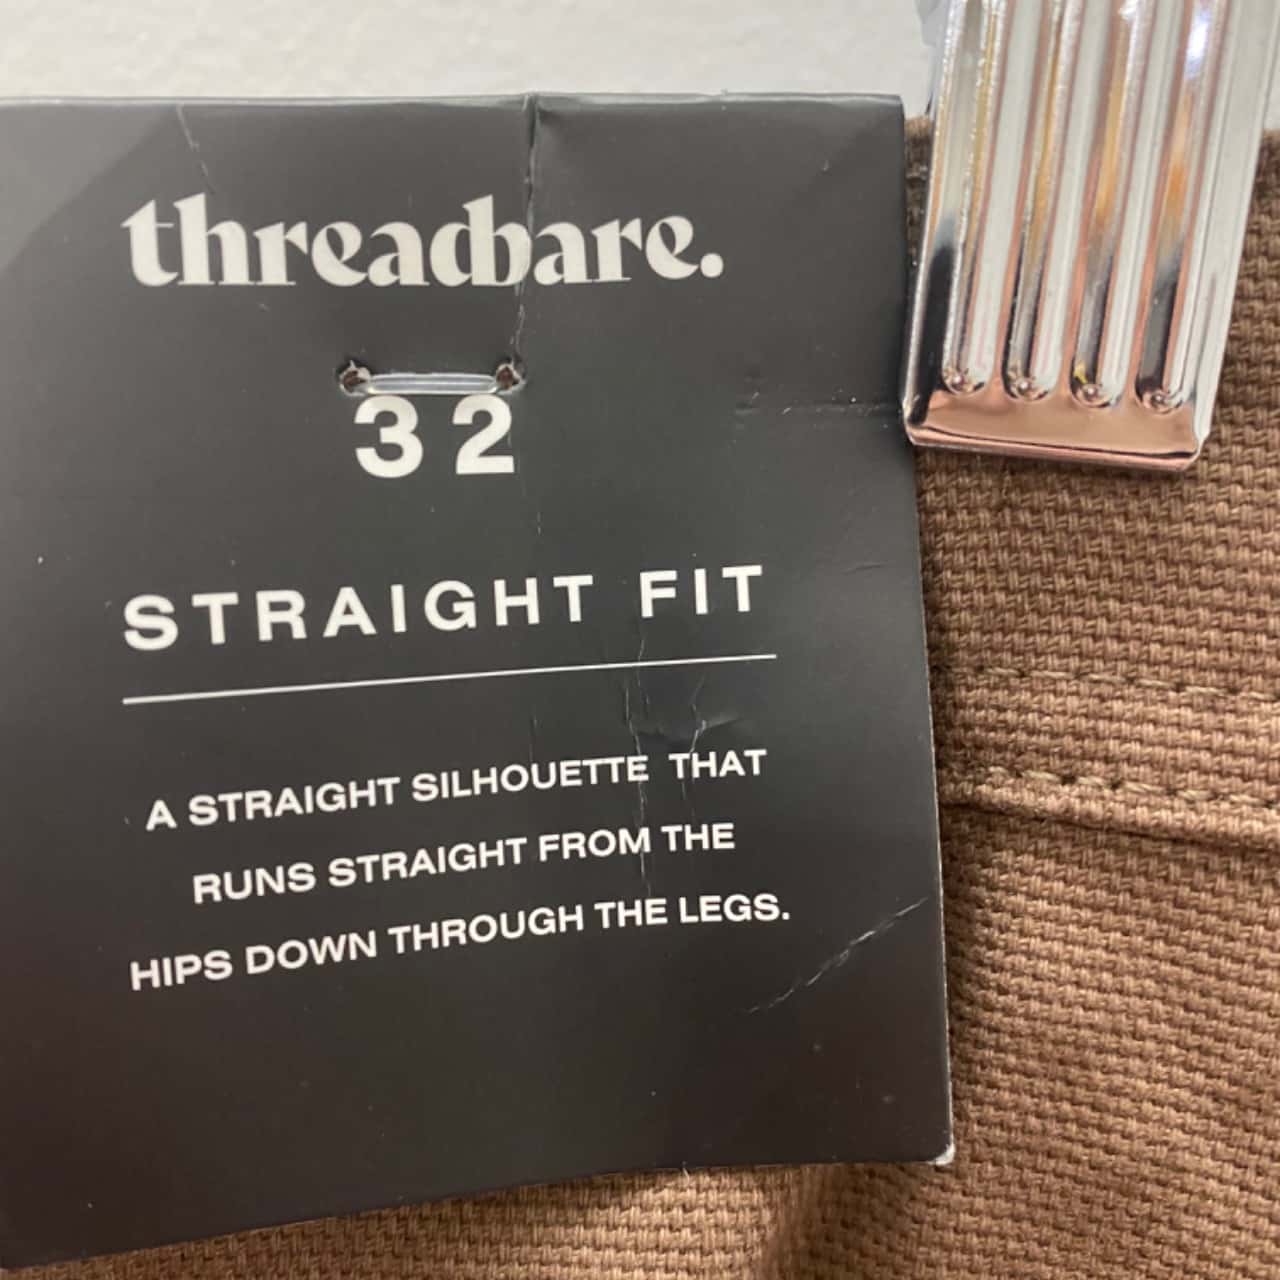 threadbare.
32
STRAIGHT FIT
A STRAIGHT SILHOUETTE THAT
RUNS STRAIGHT FROM THE
HIPS DOWN THROUGH THE LEGS.